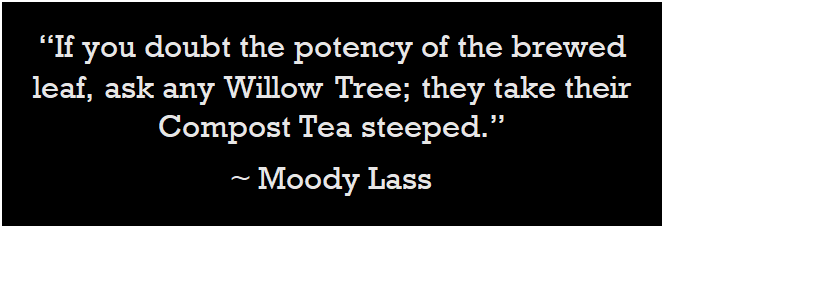 “If you doubt the potency of the brewed
leaf, ask any Willow Tree; they take their
Compost Tea steeped.”
~ Moody Lass